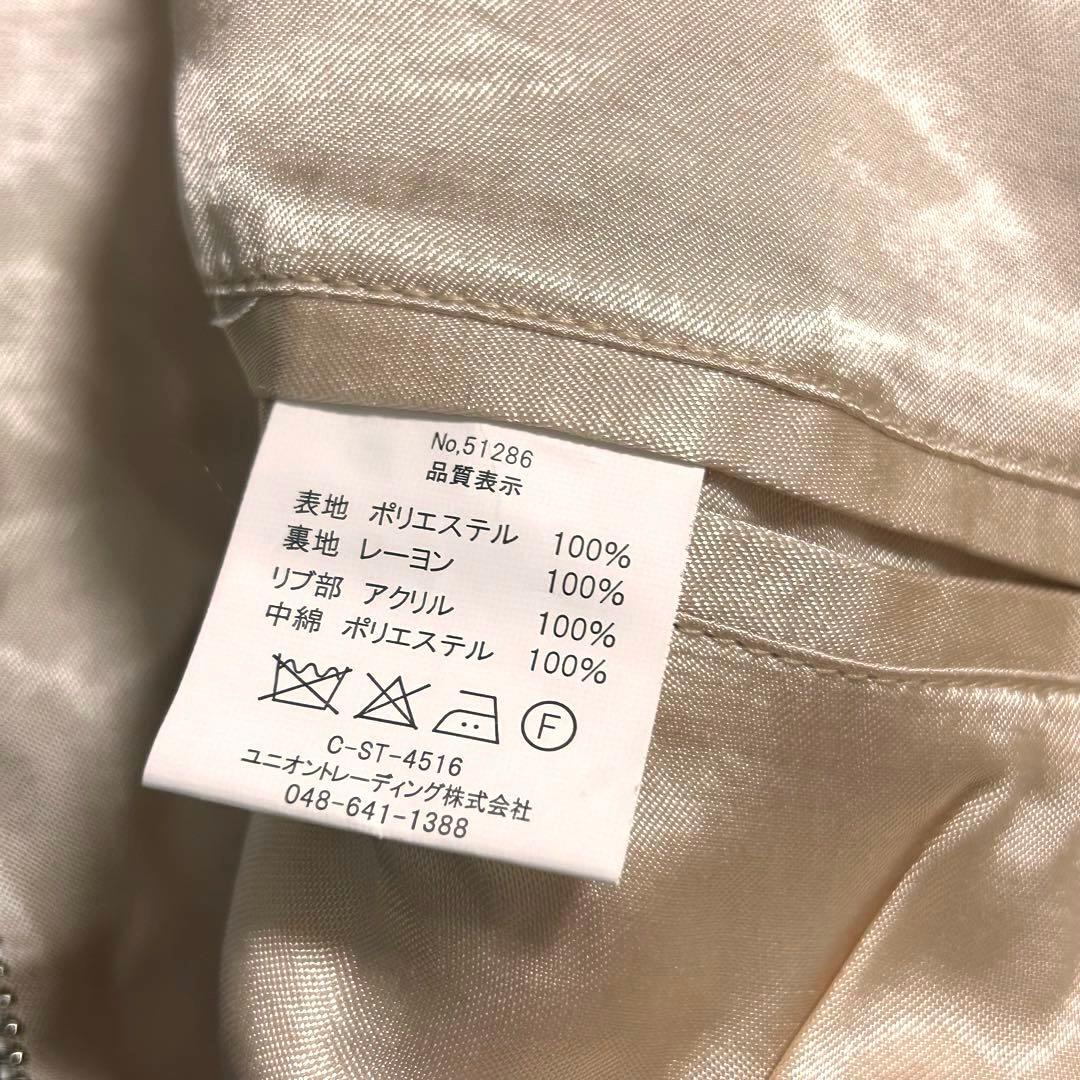 No,51286
品質表示
表地 ポリエステル 100%
裏地 レーヨン 100%
リブ部 アクリル 100%
中綿 ポリエステル 100%
F
C-ST-4516
ユニオントレーディング株式会社
048-641-1388